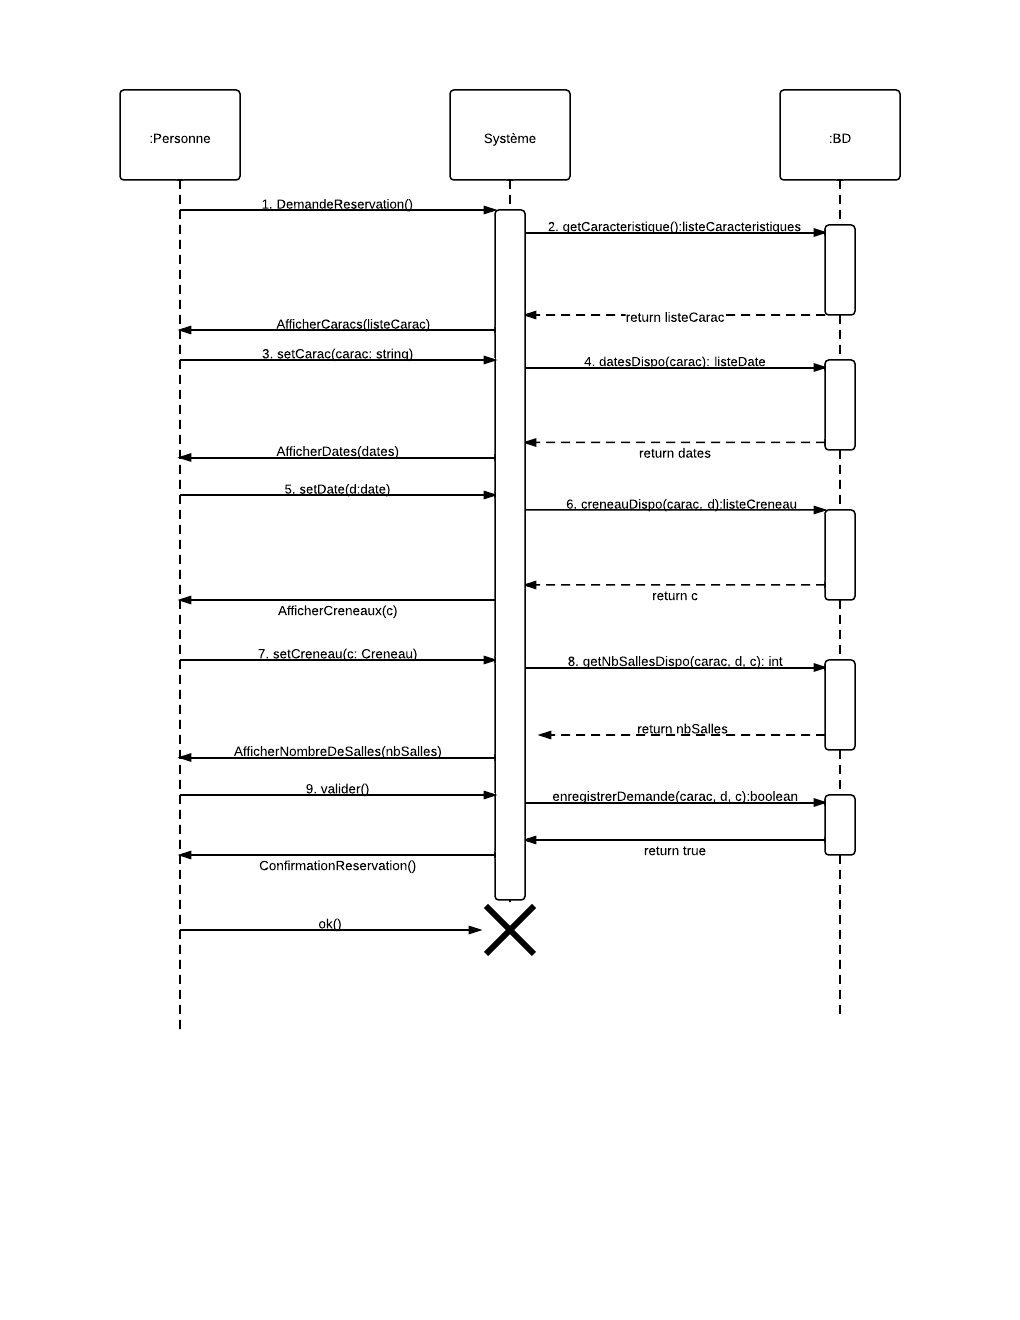 :Personne
Système
:BD
1. DemandeReservation()
2. getCaracteristique():listeCaracteristiques
return listeCarac
AfficherCaracs(listeCarac)
3. setCarac(carac: string)
4. datesDispo(carac): listeDate
AfficherDates(dates)
return dates
5. setDate(d:date)
6. creneauDispo(carac, d):listeCreneau
return c
AfficherCreneaux(c)
7. setCreneau(c: Creneau)
8. getNbSallesDispo(carac, d, c): int
return nbSalles
AfficherNombreDeSalles(nbSalles)
9. valider()
enregistrerDemande(carac, d, c):boolean
return true
ConfirmationReservation()
ok()